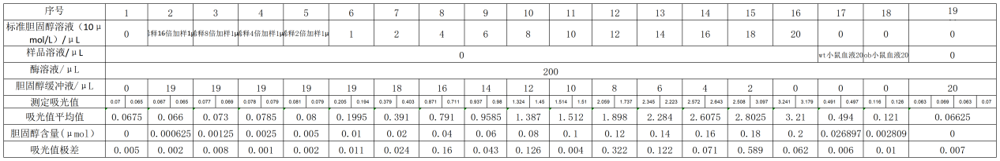 序号 1 2 3 4 5 6 7 8 9 10 11 12 13 14 15 16 17 18 19
标准胆固醇溶液（10μ
mol/L）/μL 0 释16倍加样1μ 释8倍加样1μ 释4倍加样1μ 释2倍加样1μ 1 2 4 6 8 10 12 14 16 18 20 0 0 0
样品溶液/μL 0 wt小鼠血液20 ob小鼠血液20 0
酶溶液/μL 200
胆固醇缓冲液/μL 0 19 19 19 19 19 18 16 14 12 10 8 6 4 2 0 0 0 20
测定吸光值 0.07 0.065 0.067 0.065 0.077 0.069 0.078 0.079 0.081 0.079 0.205 0.194 0.379 0.403 0.871 0.711 0.937 0.98 1.324 1.45 1.514 1.51 2.059 1.737 2.345 2.223 2.572 2.643 2.508 3.097 3.241 3.179 0.491 0.497 0.116 0.126 0.063 0.069 0.063 0.07
吸光值平均值 0.0675 0.066 0.073 0.0785 0.08 0.1995 0.391 0.791 0.9585 1.387 1.512 1.898 2.284 2.6075 2.8025 3.21 0.494 0.121 0.06625
胆固醇含量(μmol) 0 0.000625 0.00125 0.0025 0.005 0.01 0.02 0.04 0.06 0.08 0.1 0.12 0.14 0.16 0.18 0.2 0.026897 0.002809 0
吸光值极差 0.005 0.002 0.008 0.001 0.002 0.011 0.024 0.16 0.043 0.126 0.004 0.322 0.122 0.071 0.589 0.062 0.006 0.01 0.007